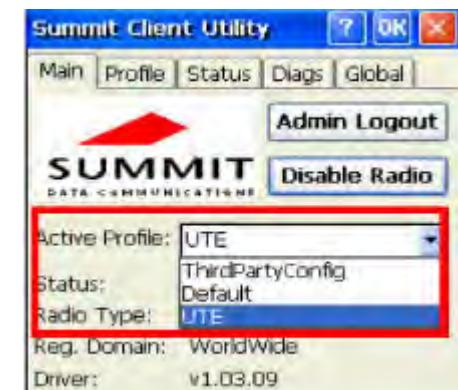 Summit Client Utility ? OK X
Main Profile Status Diags Global
Admin Logout
SUMMIT
DATA COMMUNICATIONS
Disable Radio
Active Profile: UTE
ThirdPartyConfig
Status:
Default
Radio Type: UTE
Reg. Domain: WorldWide
Driver: v1.03.09